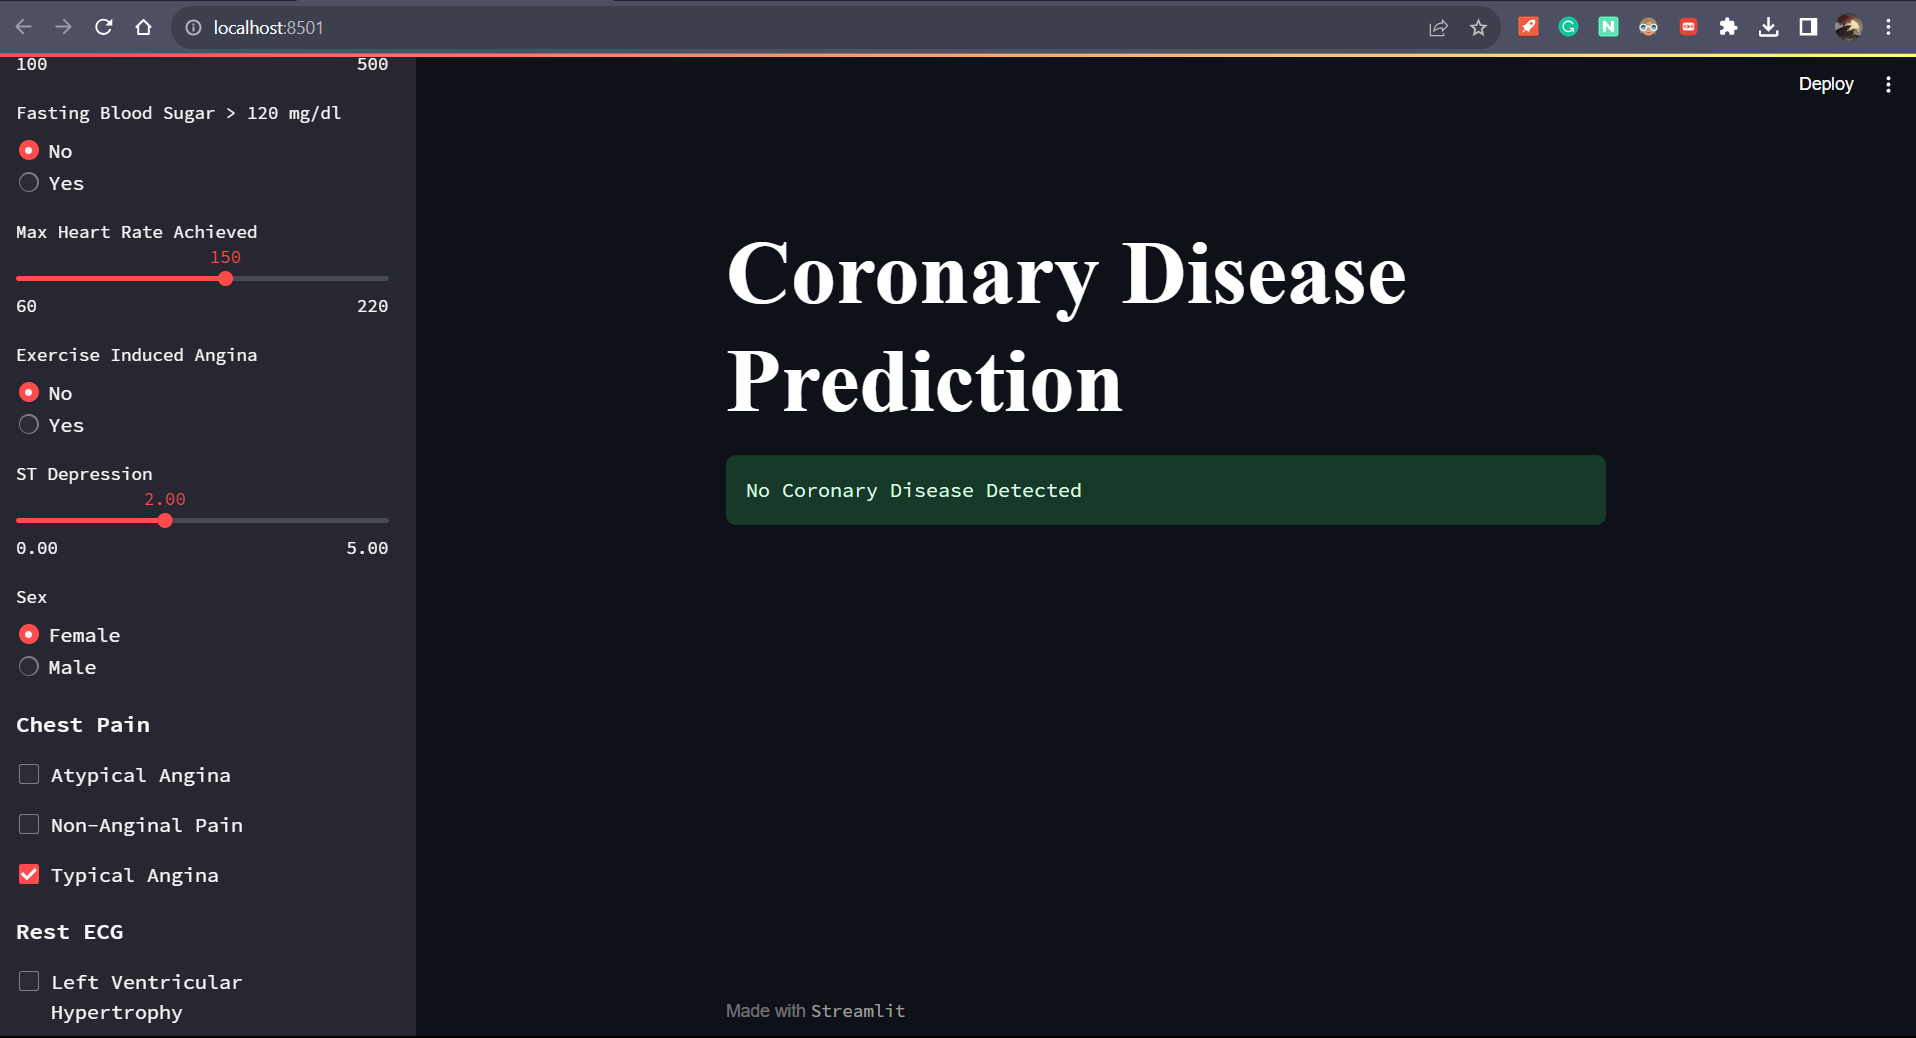 localhost:8501
100 500
Fasting Blood Sugar > 120 mg/dl
No
Yes
Max Heart Rate Achieved
150
60 220
Exercise Induced Angina
No
Yes
ST Depression
2.00
0.00 5.00
Sex
Female
Male
Chest Pain
Atypical Angina
Non-Anginal Pain
Typical Angina
Rest ECG
Left Ventricular
Hypertrophy
Deploy
Coronary Disease
Prediction
No Coronary Disease Detected
Made with Streamlit